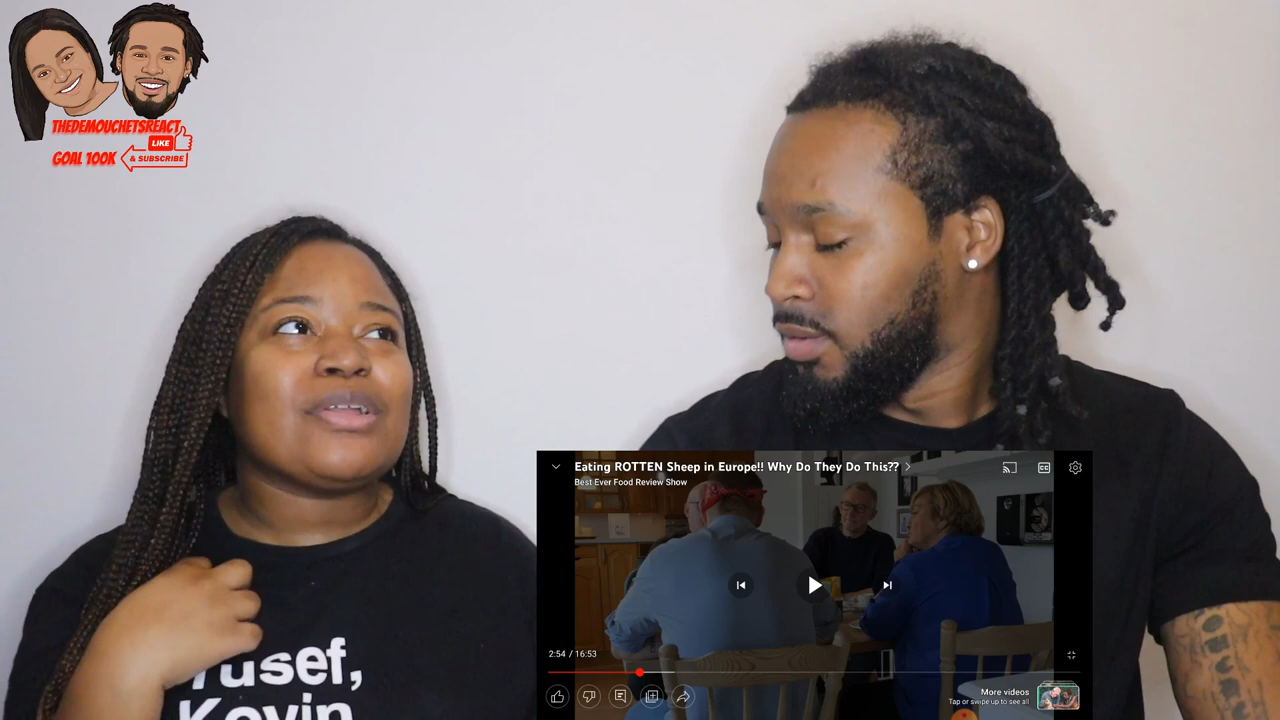 THEDEMOUCHETSREACT
LIKE
GOAL 100K
& SUBSCRIBE
Eating ROTTEN Sheep in Europe!! Why Do They Do This??
Best Ever Food Review Show
CC
2:54 / 16:53
More videos
Tap or swipe up to see all
Yusef,
Kevin